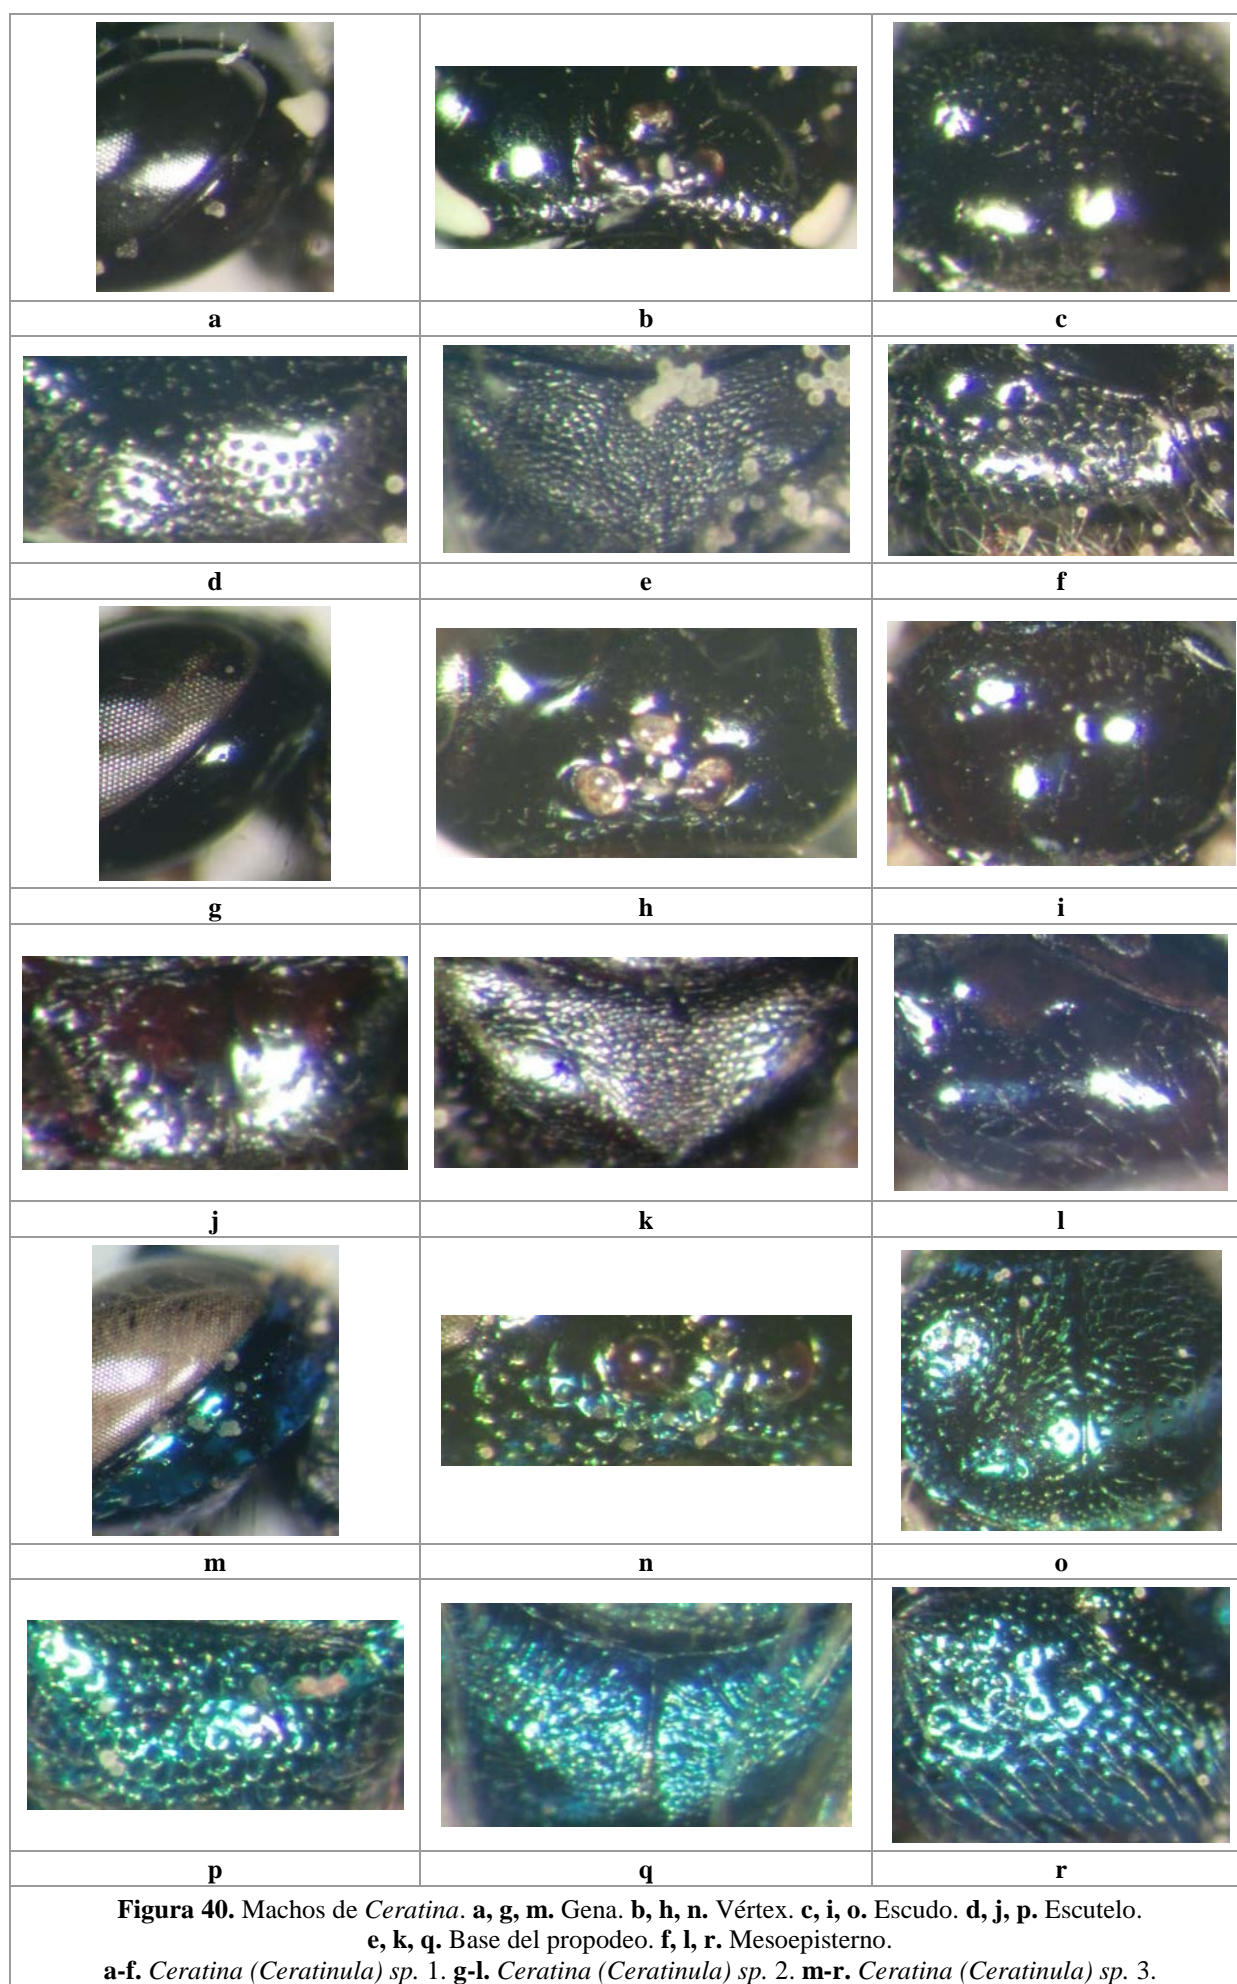 a b c
d e f
g h i
j k l
m n o
p q r
Figura 40. Machos de Ceratina. a, g, m. Gena. b, h, n. Vértex. c, i, o. Escudo. d, j, p. Escutelo.
e, k, q. Base del propodeo. f, l, r. Mesoepisterno.
a-f. Ceratina (Ceratinula) sp. 1. g-l. Ceratina (Ceratinula) sp. 2. m-r. Ceratina (Ceratinula) sp. 3.